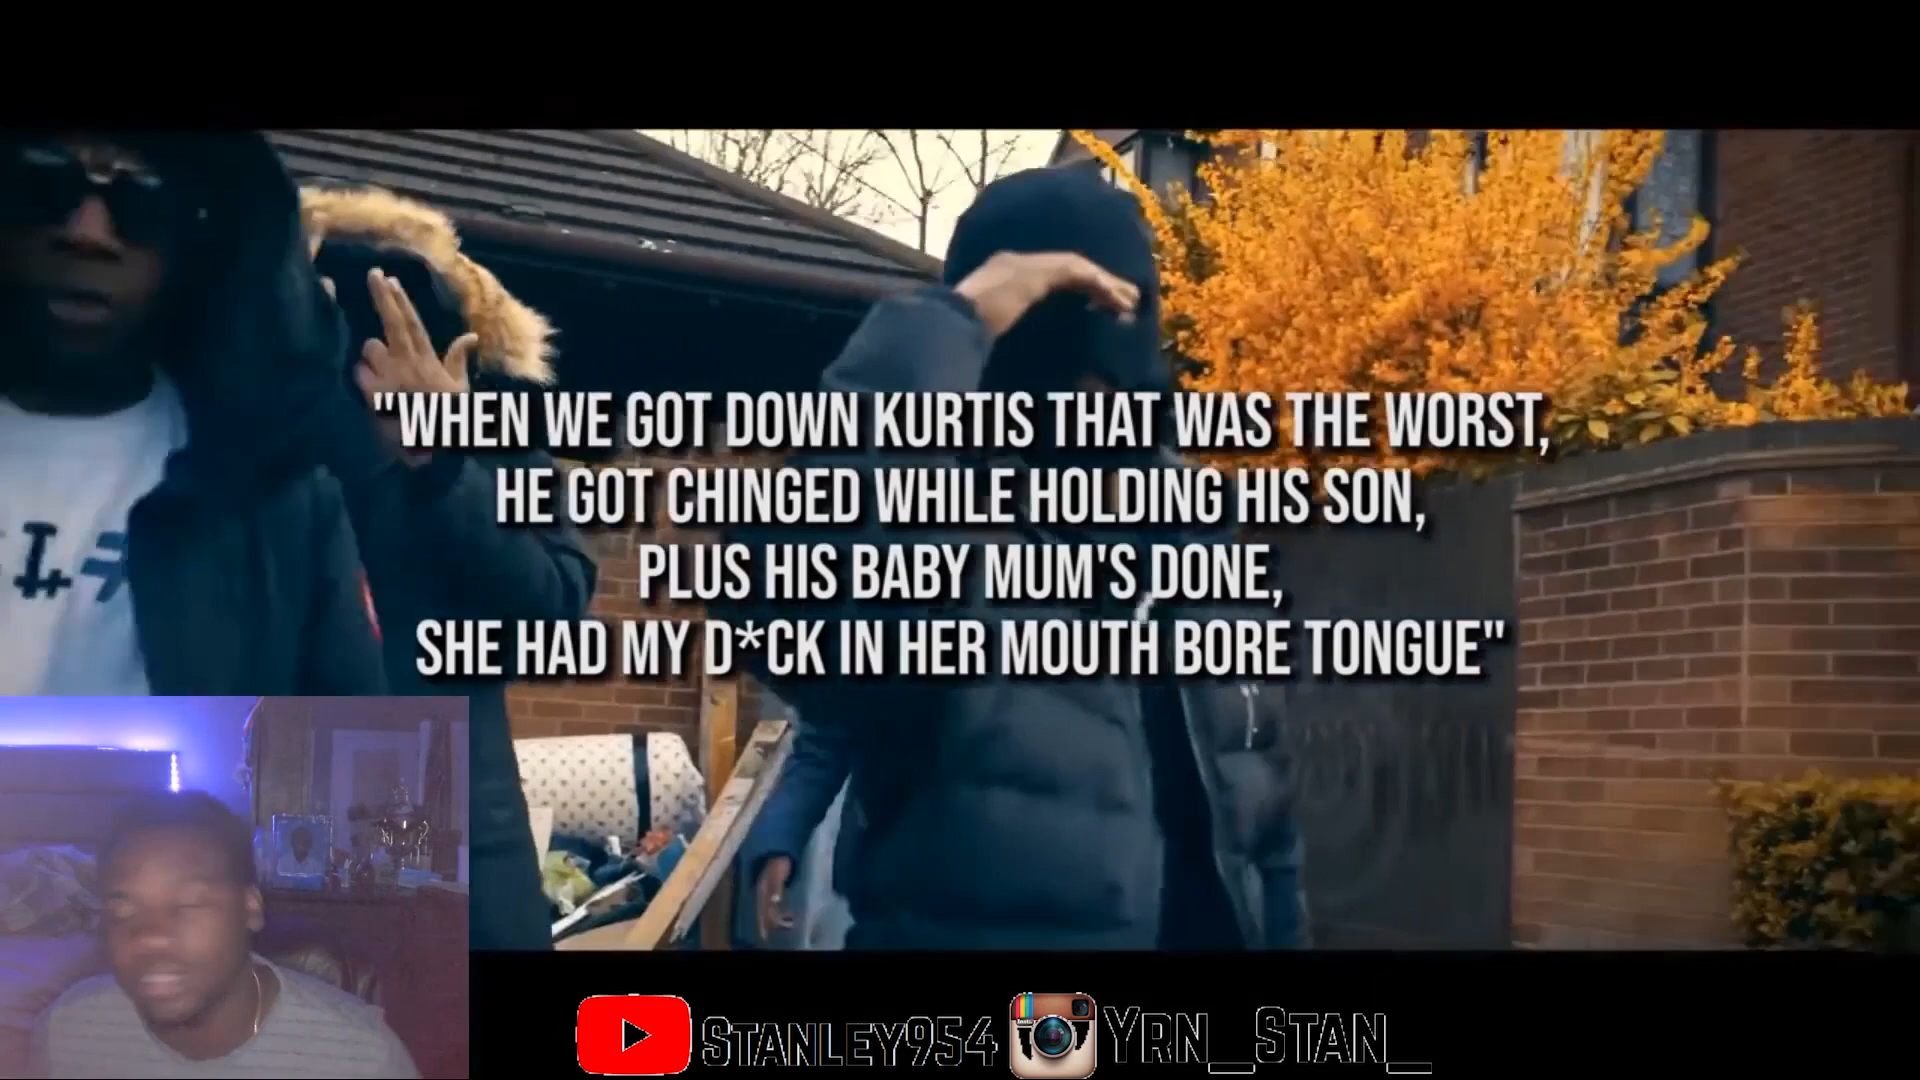 "WHEN WE GOT DOWN KURTIS THAT WAS THE WORST,
HE GOT CHINGED WHILE HOLDING HIS SON,
PLUS HIS BABY MUM'S DONE,
SHE HAD MY D*CK IN HER MOUTH BORE TONGUE"
STANLEY954
YRN_STAN_